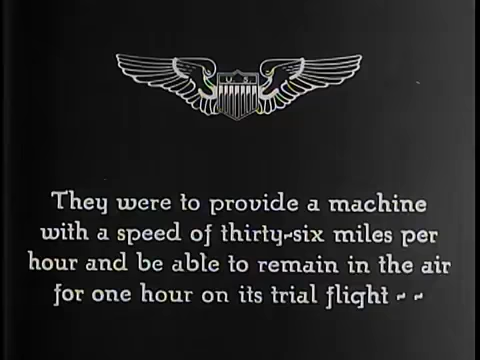 U S
They were to provide a machine
with a speed of thirty-six miles per
hour and be able to remain in the air
for one hour on its trial flight - -